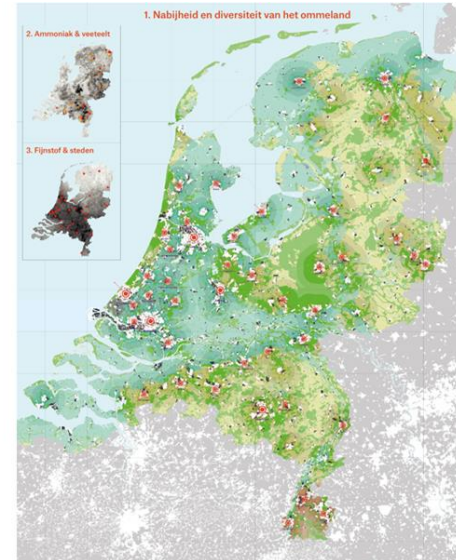 1. Nabijheid en diversiteit van het ommeland
2. Ammoniak & veeteelt
3. Fijnstof & steden